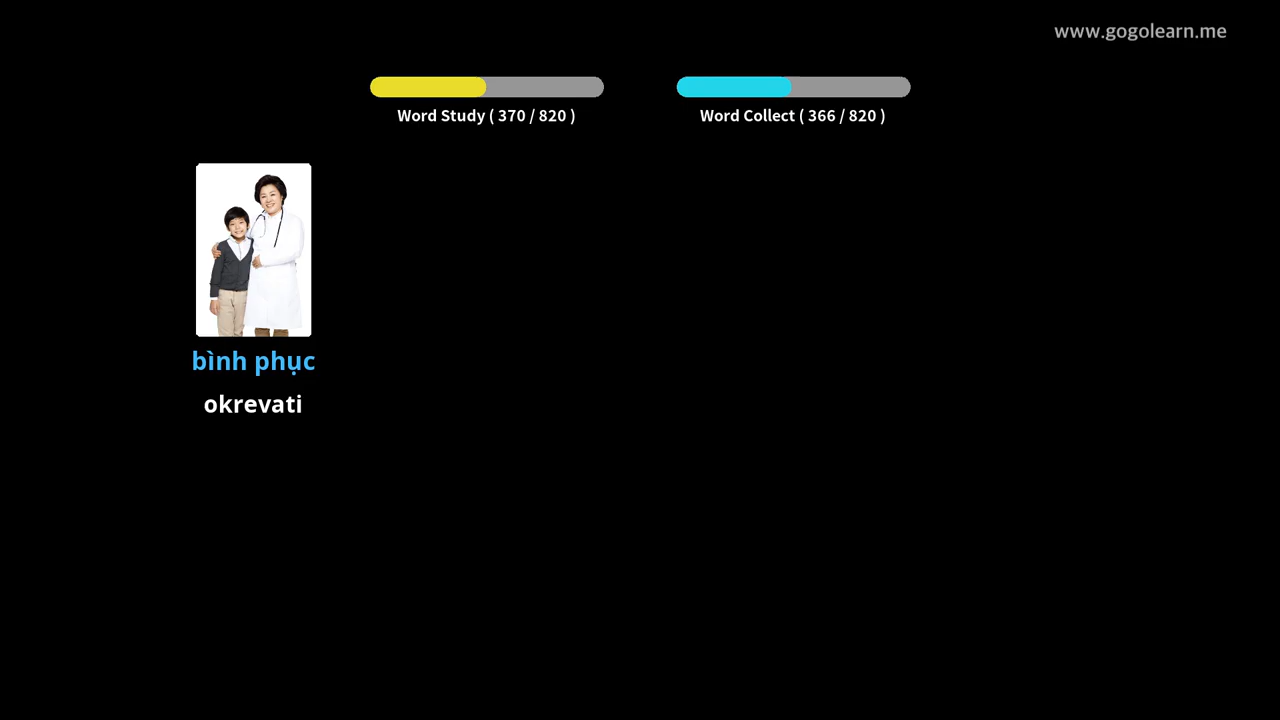 www.gogolearn.me
Word Study ( 370 / 820 )
Word Collect ( 366 / 820 )
bình phục
okrevati